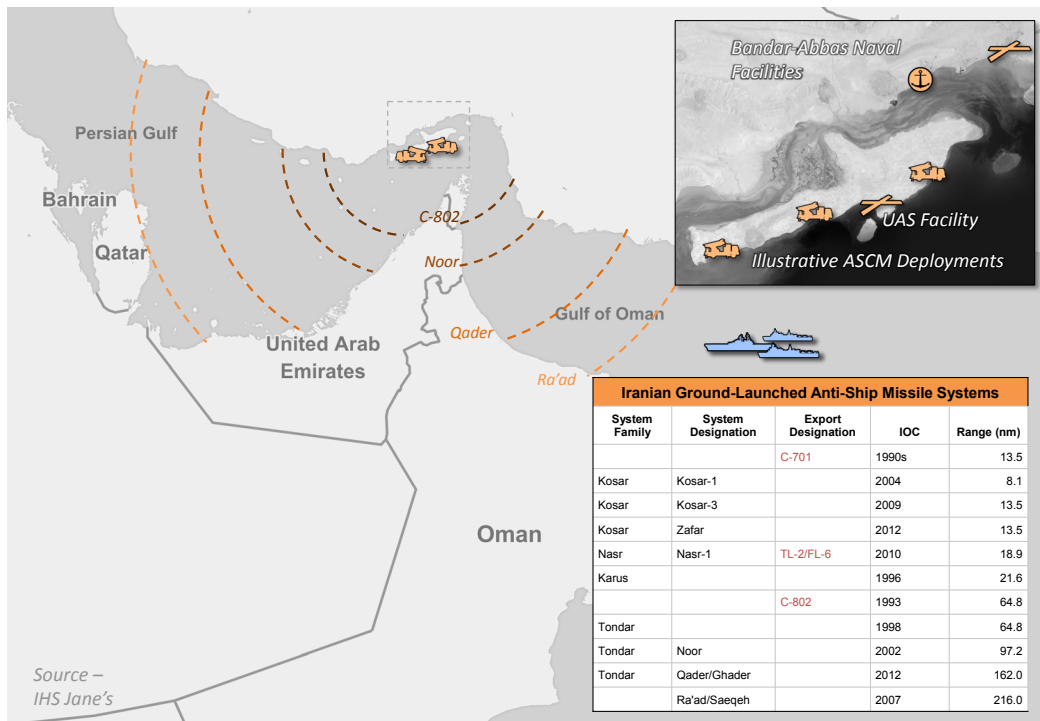 Persian Gulf
Bahrain
Qatar
C-802
Noor
Qader
Ra'ad
Gulf of Oman
United Arab
Emirates
Oman
Source –
IHS Jane's
Bandar-Abbas Naval
Facilities
UAS Facility
Illustrative ASCM Deployments
Iranian Ground-Launched Anti-Ship Missile Systems
System Family System Designation Export Designation IOC Range (nm)
C-701 1990s 13.5
Kosar Kosar-1 2004 8.1
Kosar Kosar-3 2009 13.5
Kosar Zafar 2012 13.5
Nasr Nasr-1 TL-2/FL-6 2010 18.9
Karus 1996 21.6
C-802 1993 64.8
Tondar 1998 64.8
Tondar Noor 2002 97.2
Tondar Qader/Ghader 2012 162.0
Ra'ad/Saeqeh 2007 216.0